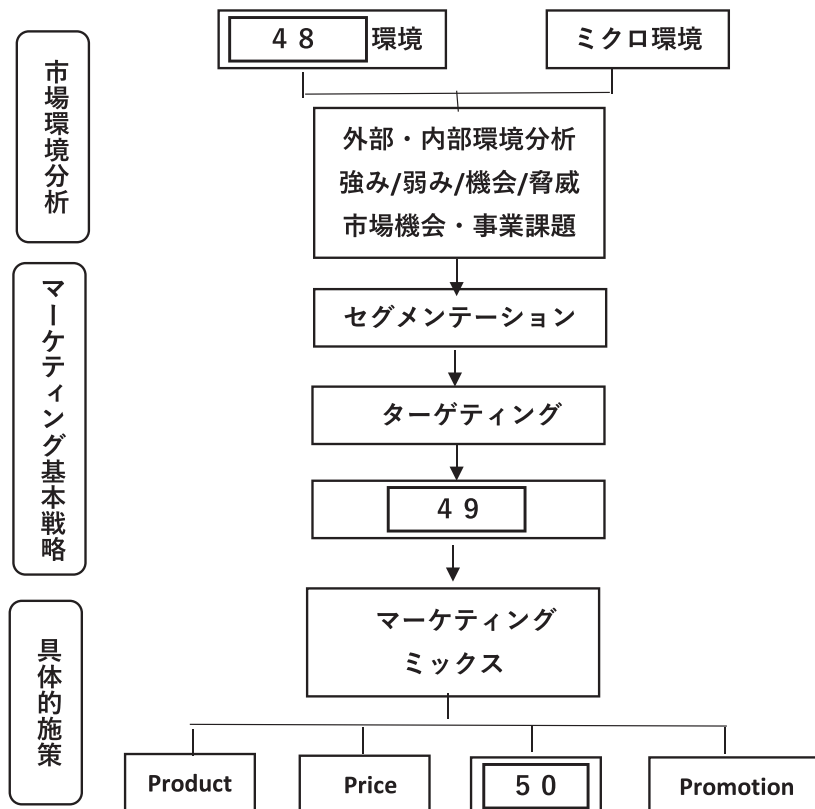 48 環境
ミクロ環境
市場環境分析
外部・内部環境分析
強み/弱み/機会/脅威
市場機会・事業課題
マーケティング基本戦略
セグメンテーション
ターゲティング
49
具体的施策
マーケティング
ミックス
Product
Price
50
Promotion